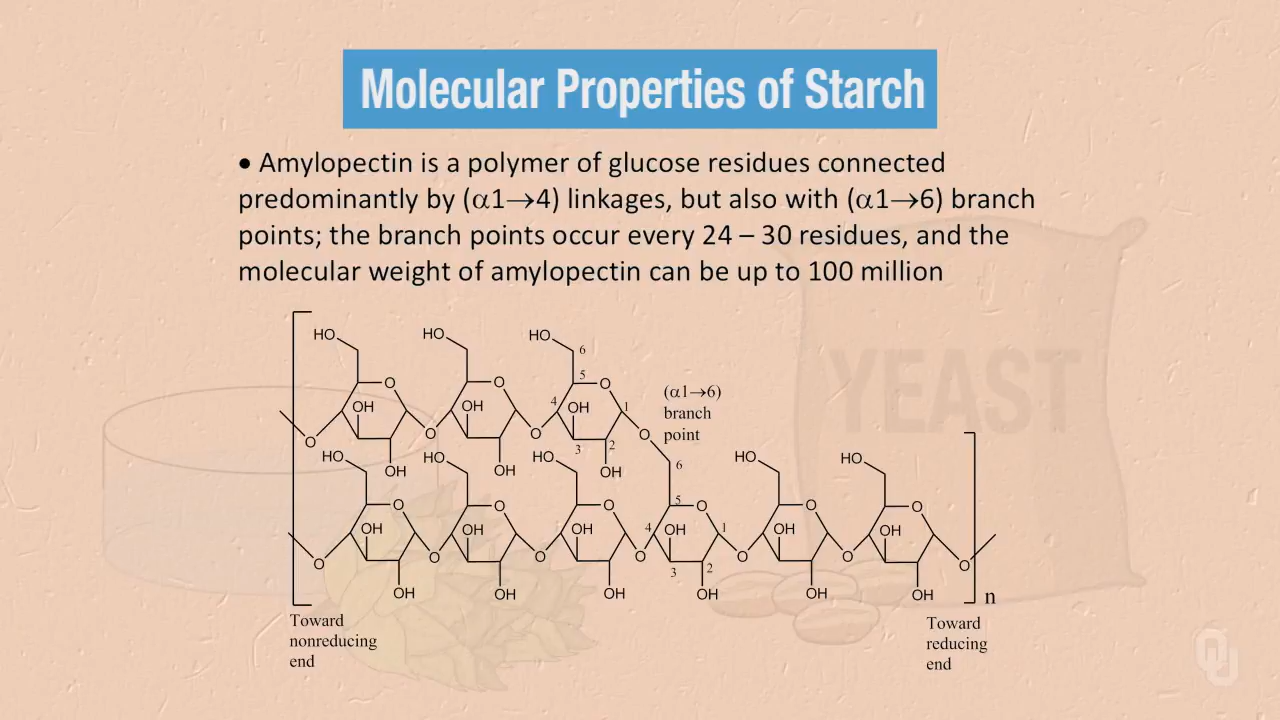 Molecular Properties of Starch
• Amylopectin is a polymer of glucose residues connected
predominantly by (α1→4) linkages, but also with (α1→6) branch
points; the branch points occur every 24 – 30 residues, and the
molecular weight of amylopectin can be up to 100 million
YEAST
HO HO HO
6
5
O O O
(α1→6)
4
OH OH OH
1
branch
O O O O
point
3 2
HO OH HO OH HO OH
6
HO HO
5
O O O O O O
OH OH OH 4 OH 1 OH OH
O O O O O O O
3 2
OH OH OH OH OH OH
n
Toward
nonreducing
end
Toward
reducing
end
OU